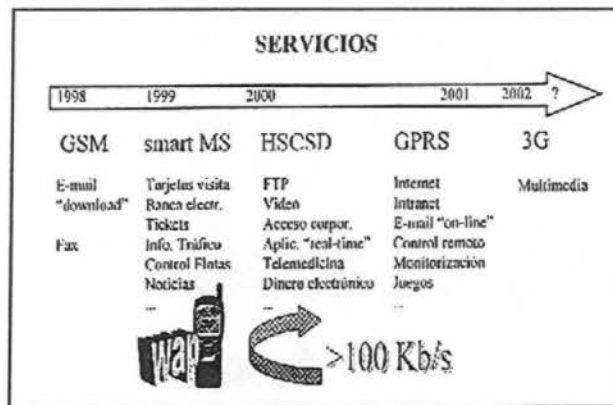 SERVICIOS
1998 1999 2000 2001 2002 ?
GSM smart MS HSCSD GPRS 3G
E-mail Tarjetas visita FTP Internet Multimedia
"download" Banca electr. Video Intranet
Tickets Acceso corpor. E-mail "on-line"
Fax Info. Tráfico Aplic. "real-time" Control remoto
Control Flotas Telemedicina Monitorización
Noticias Dinero electrónico Juegos
... ... ...
wap >100 Kb/s